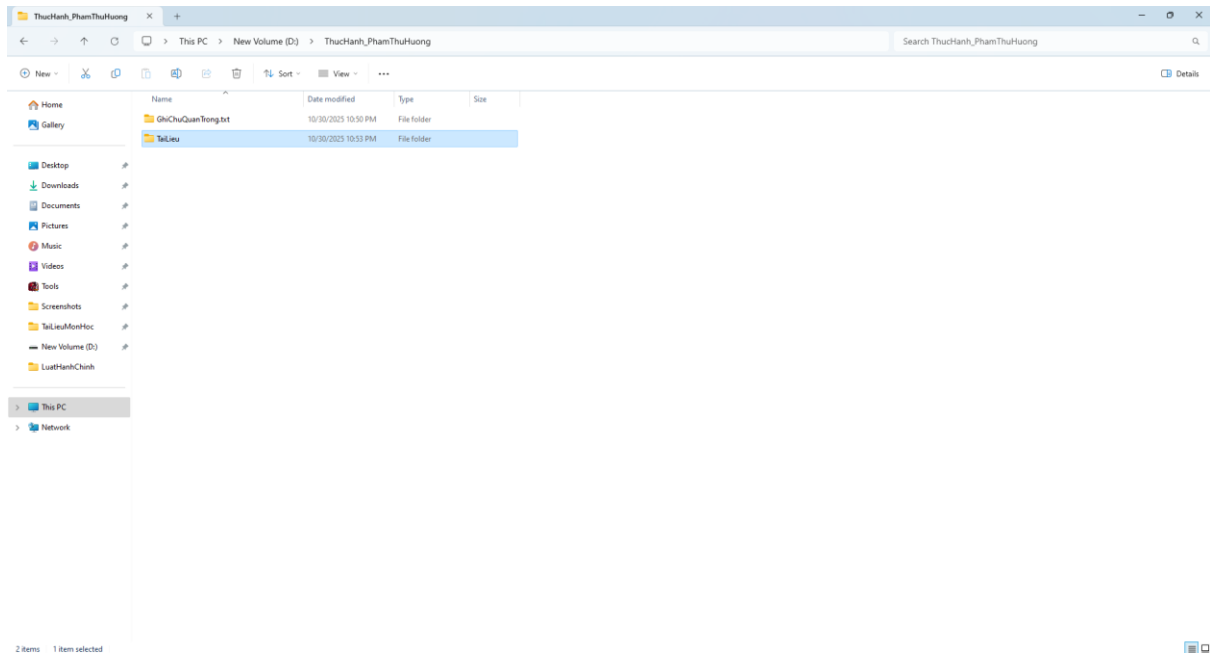 ThucHanh_PhamThuHuong
This PC > New Volume (D:) > ThucHanh_PhamThuHuong
Search ThucHanh_PhamThuHuong
New
Sort
View
Details
Name Date modified Type Size
Home
Gallery
GhiChuQuanTrong.txt 10/30/2025 10:50 PM File folder
TaiLieu 10/30/2025 10:53 PM File folder
Desktop
Downloads
Documents
Pictures
Music
Videos
Tools
Screenshots
TaiLieuMonHoc
New Volume (D:)
LuatHanhChinh
This PC
Network
2 items 1 item selected